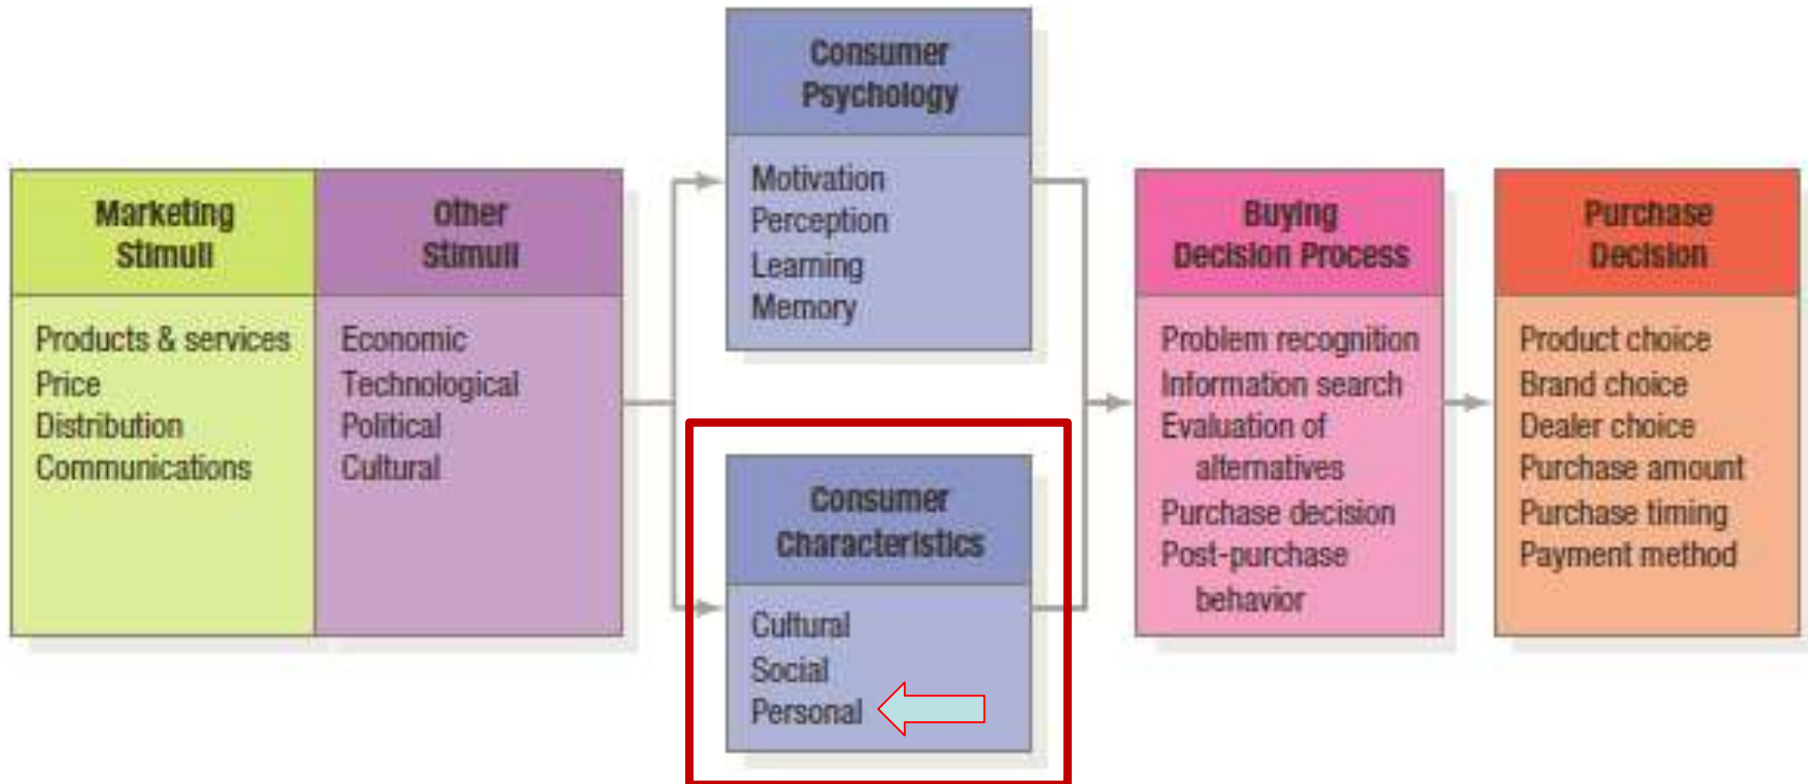 Marketing
Stimuli
Products & services
Price
Distribution
Communications
Other
Stimuli
Economic
Technological
Political
Cultural
Consumer
Psychology
Motivation
Perception
Learning
Memory
Consumer
Characteristics
Cultural
Social
Personal
Buying
Decision Process
Problem recognition
Information search
Evaluation of
alternatives
Purchase decision
Post-purchase
behavior
Purchase
Decision
Product choice
Brand choice
Dealer choice
Purchase amount
Purchase timing
Payment method